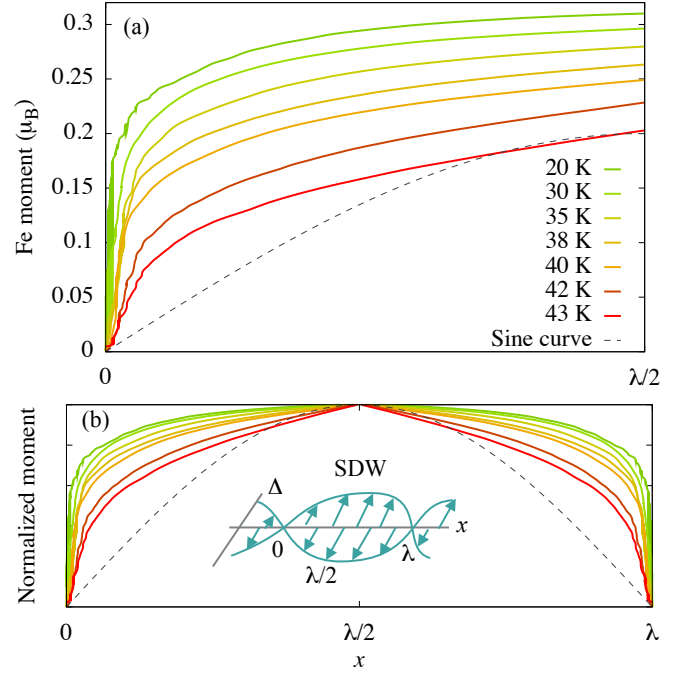 (a)
Fe moment (μB)
0.3
0.25
0.2
0.15
0.1
0.05
0
20 K
30 K
35 K
38 K
40 K
42 K
43 K
Sine curve
0
λ/2
(b)
Normalized moment
SDW
Δ
x
0
λ
λ/2
0
λ/2
λ
x